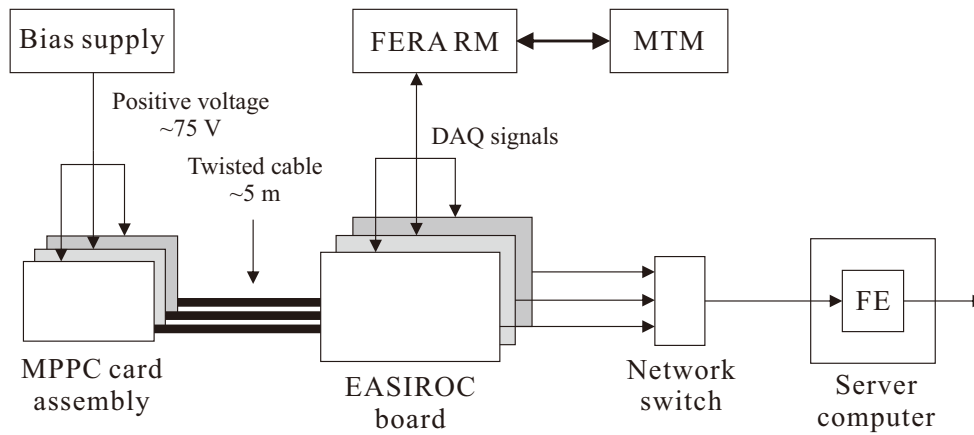 Bias supply
FERA RM
MTM
Positive voltage
~75 V
DAQ signals
Twisted cable
~5 m
FE
MPPC card
assembly
EASIROC
board
Network
switch
Server
computer